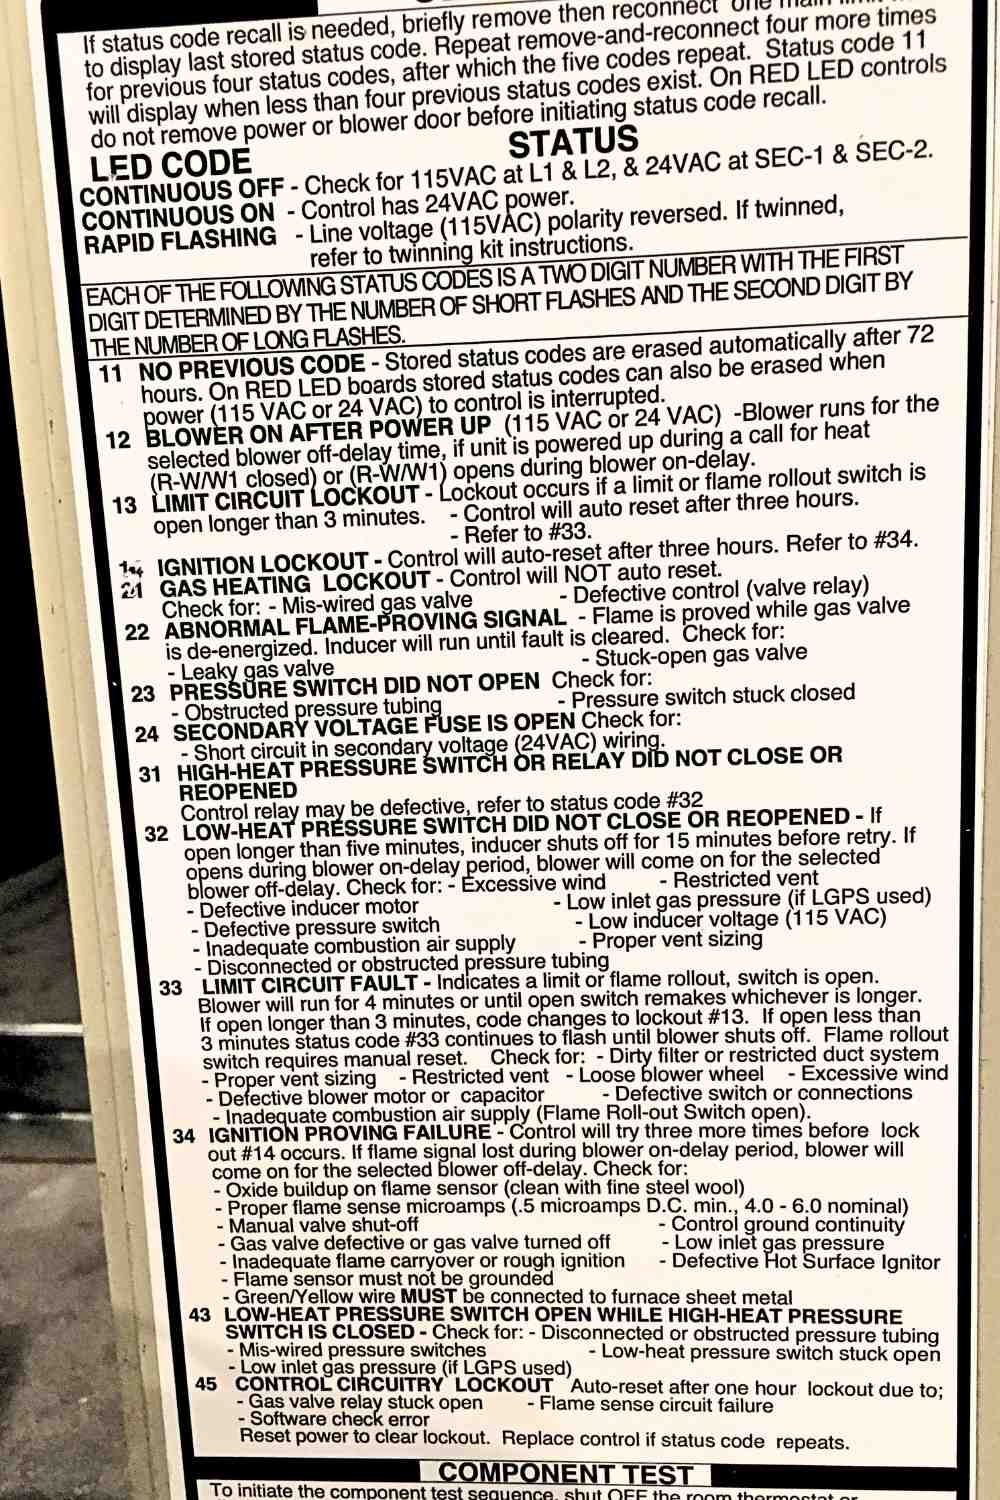 If status code recall is needed, briefly remove then reconnect one main limit
to display last stored status code. Repeat remove-and-reconnect four more times
for previous four status codes, after which the five codes repeat. Status code 11
will display when less than four previous status codes exist. On RED LED controls
do not remove power or blower door before initiating status code recall.
LED CODE STATUS
CONTINUOUS OFF - Check for 115VAC at L1 & L2, & 24VAC at SEC-1 & SEC-2.
CONTINUOUS ON - Control has 24VAC power.
RAPID FLASHING - Line voltage (115VAC) polarity reversed. If twinned,
refer to twinning kit instructions.
EACH OF THE FOLLOWING STATUS CODES IS A TWO DIGIT NUMBER WITH THE FIRST
DIGIT DETERMINED BY THE NUMBER OF SHORT FLASHES AND THE SECOND DIGIT BY
THE NUMBER OF LONG FLASHES.
11 NO PREVIOUS CODE - Stored status codes are erased automatically after 72
hours. On RED LED boards stored status codes can also be erased when
power (115 VAC or 24 VAC) to control is interrupted.
12 BLOWER ON AFTER POWER UP (115 VAC or 24 VAC) -Blower runs for the
selected blower off-delay time, if unit is powered up during a call for heat
(R-W/W1 closed) or (R-W/W1) opens during blower on-delay.
13 LIMIT CIRCUIT LOCKOUT - Lockout occurs if a limit or flame rollout switch is
open longer than 3 minutes. - Control will auto reset after three hours.
- Refer to #33.
14 IGNITION LOCKOUT - Control will auto-reset after three hours. Refer to #34.
21 GAS HEATING LOCKOUT - Control will NOT auto reset.
Check for: - Mis-wired gas valve - Defective control (valve relay)
22 ABNORMAL FLAME-PROVING SIGNAL - Flame is proved while gas valve
is de-energized. Inducer will run until fault is cleared. Check for:
- Leaky gas valve - Stuck-open gas valve
23 PRESSURE SWITCH DID NOT OPEN Check for:
- Obstructed pressure tubing - Pressure switch stuck closed
24 SECONDARY VOLTAGE FUSE IS OPEN Check for:
- Short circuit in secondary voltage (24VAC) wiring.
31 HIGH-HEAT PRESSURE SWITCH OR RELAY DID NOT CLOSE OR
REOPENED
Control relay may be defective, refer to status code #32
32 LOW-HEAT PRESSURE SWITCH DID NOT CLOSE OR REOPENED - If
open longer than five minutes, inducer shuts off for 15 minutes before retry. If
opens during blower on-delay period, blower will come on for the selected
blower off-delay. Check for: - Excessive wind - Restricted vent
- Defective inducer motor - Low inlet gas pressure (if LGPS used)
- Defective pressure switch - Low inducer voltage (115 VAC)
- Inadequate combustion air supply - Proper vent sizing
- Disconnected or obstructed pressure tubing
33 LIMIT CIRCUIT FAULT - Indicates a limit or flame rollout, switch is open.
Blower will run for 4 minutes or until open switch remakes whichever is longer.
If open longer than 3 minutes, code changes to lockout #13. If open less than
3 minutes status code #33 continues to flash until blower shuts off. Flame rollout
switch requires manual reset. Check for: - Dirty filter or restricted duct system
- Proper vent sizing - Restricted vent - Loose blower wheel - Excessive wind
- Defective blower motor or capacitor - Defective switch or connections
- Inadequate combustion air supply (Flame Roll-out Switch open).
34 IGNITION PROVING FAILURE - Control will try three more times before lock
out #14 occurs. If flame signal lost during blower on-delay period, blower will
come on for the selected blower off-delay. Check for:
- Oxide buildup on flame sensor (clean with fine steel wool)
- Proper flame sense microamps (.5 microamps D.C. min., 4.0 - 6.0 nominal)
- Manual valve shut-off - Control ground continuity
- Gas valve defective or gas valve turned off - Low inlet gas pressure
- Inadequate flame carryover or rough ignition - Defective Hot Surface Ignitor
- Flame sensor must not be grounded
- Green/Yellow wire MUST be connected to furnace sheet metal
43 LOW-HEAT PRESSURE SWITCH OPEN WHILE HIGH-HEAT PRESSURE
SWITCH IS CLOSED - Check for: - Disconnected or obstructed pressure tubing
- Mis-wired pressure switches - Low-heat pressure switch stuck open
- Low inlet gas pressure (if LGPS used)
45 CONTROL CIRCUITRY LOCKOUT Auto-reset after one hour lockout due to;
- Gas valve relay stuck open - Flame sense circuit failure
- Software check error
Reset power to clear lockout. Replace control if status code repeats.
COMPONENT TEST
To initiate the component test sequence, shut OFF the room thermostat or